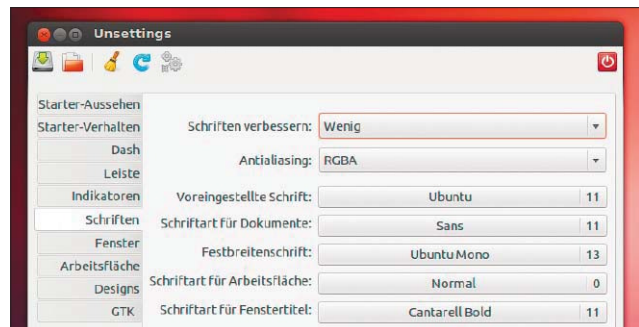 Unsettings
Starter-Aussehen
Starter-Verhalten
Dash
Leiste
Indikatoren
Schriften
Fenster
Arbeitsfläche
Designs
GTK
Schriften verbessern: Wenig
Antialiasing: RGBA
Voreingestellte Schrift: Ubuntu 11
Schriftart für Dokumente: Sans 11
Festbreitenschrift: Ubuntu Mono 13
Schriftart für Arbeitsfläche: Normal 0
Schriftart für Fenstertitel: Cantarell Bold 11